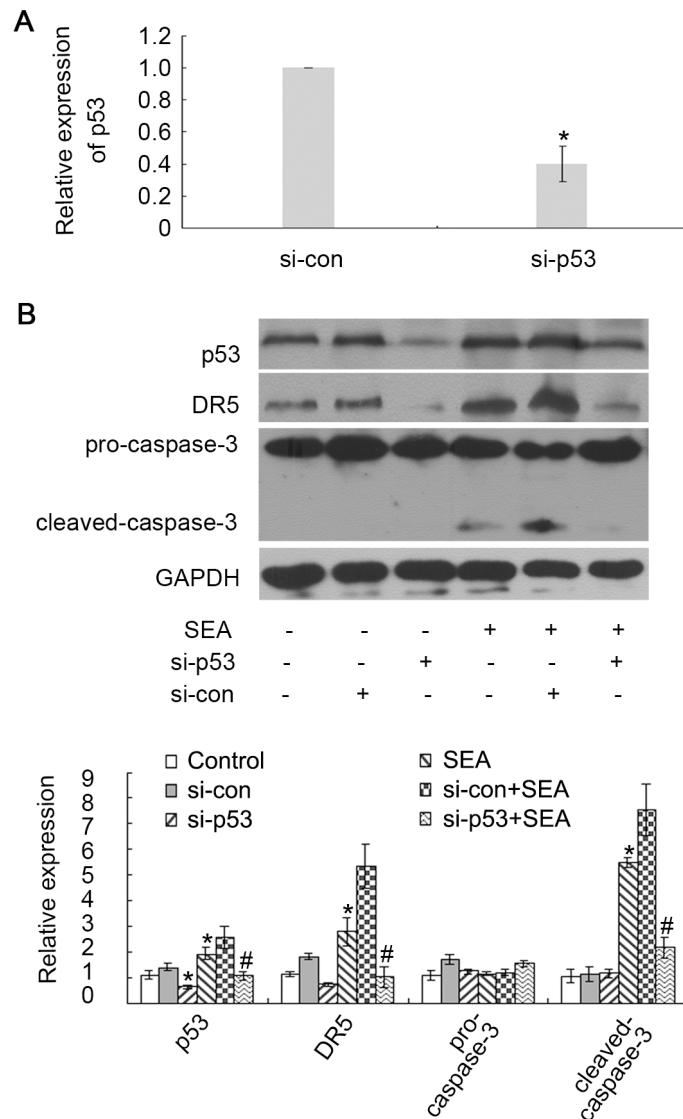 A
Relative expression
of p53
1.2
1.0
0.8
0.6
0.4
0.2
0
*
si-con
si-p53
B
p53
DR5
pro-caspase-3
cleaved-caspase-3
GAPDH
SEA - - - + + +
si-p53 - - + - - +
si-con - + - - + -
Control
si-con
si-p53
SEA
si-con+SEA
si-p53+SEA
Relative expression
9
8
7
6
5
4
3
2
1
0
* * # * # * #
p53
DR5
pro-
caspase-3
cleaved-
caspase-3